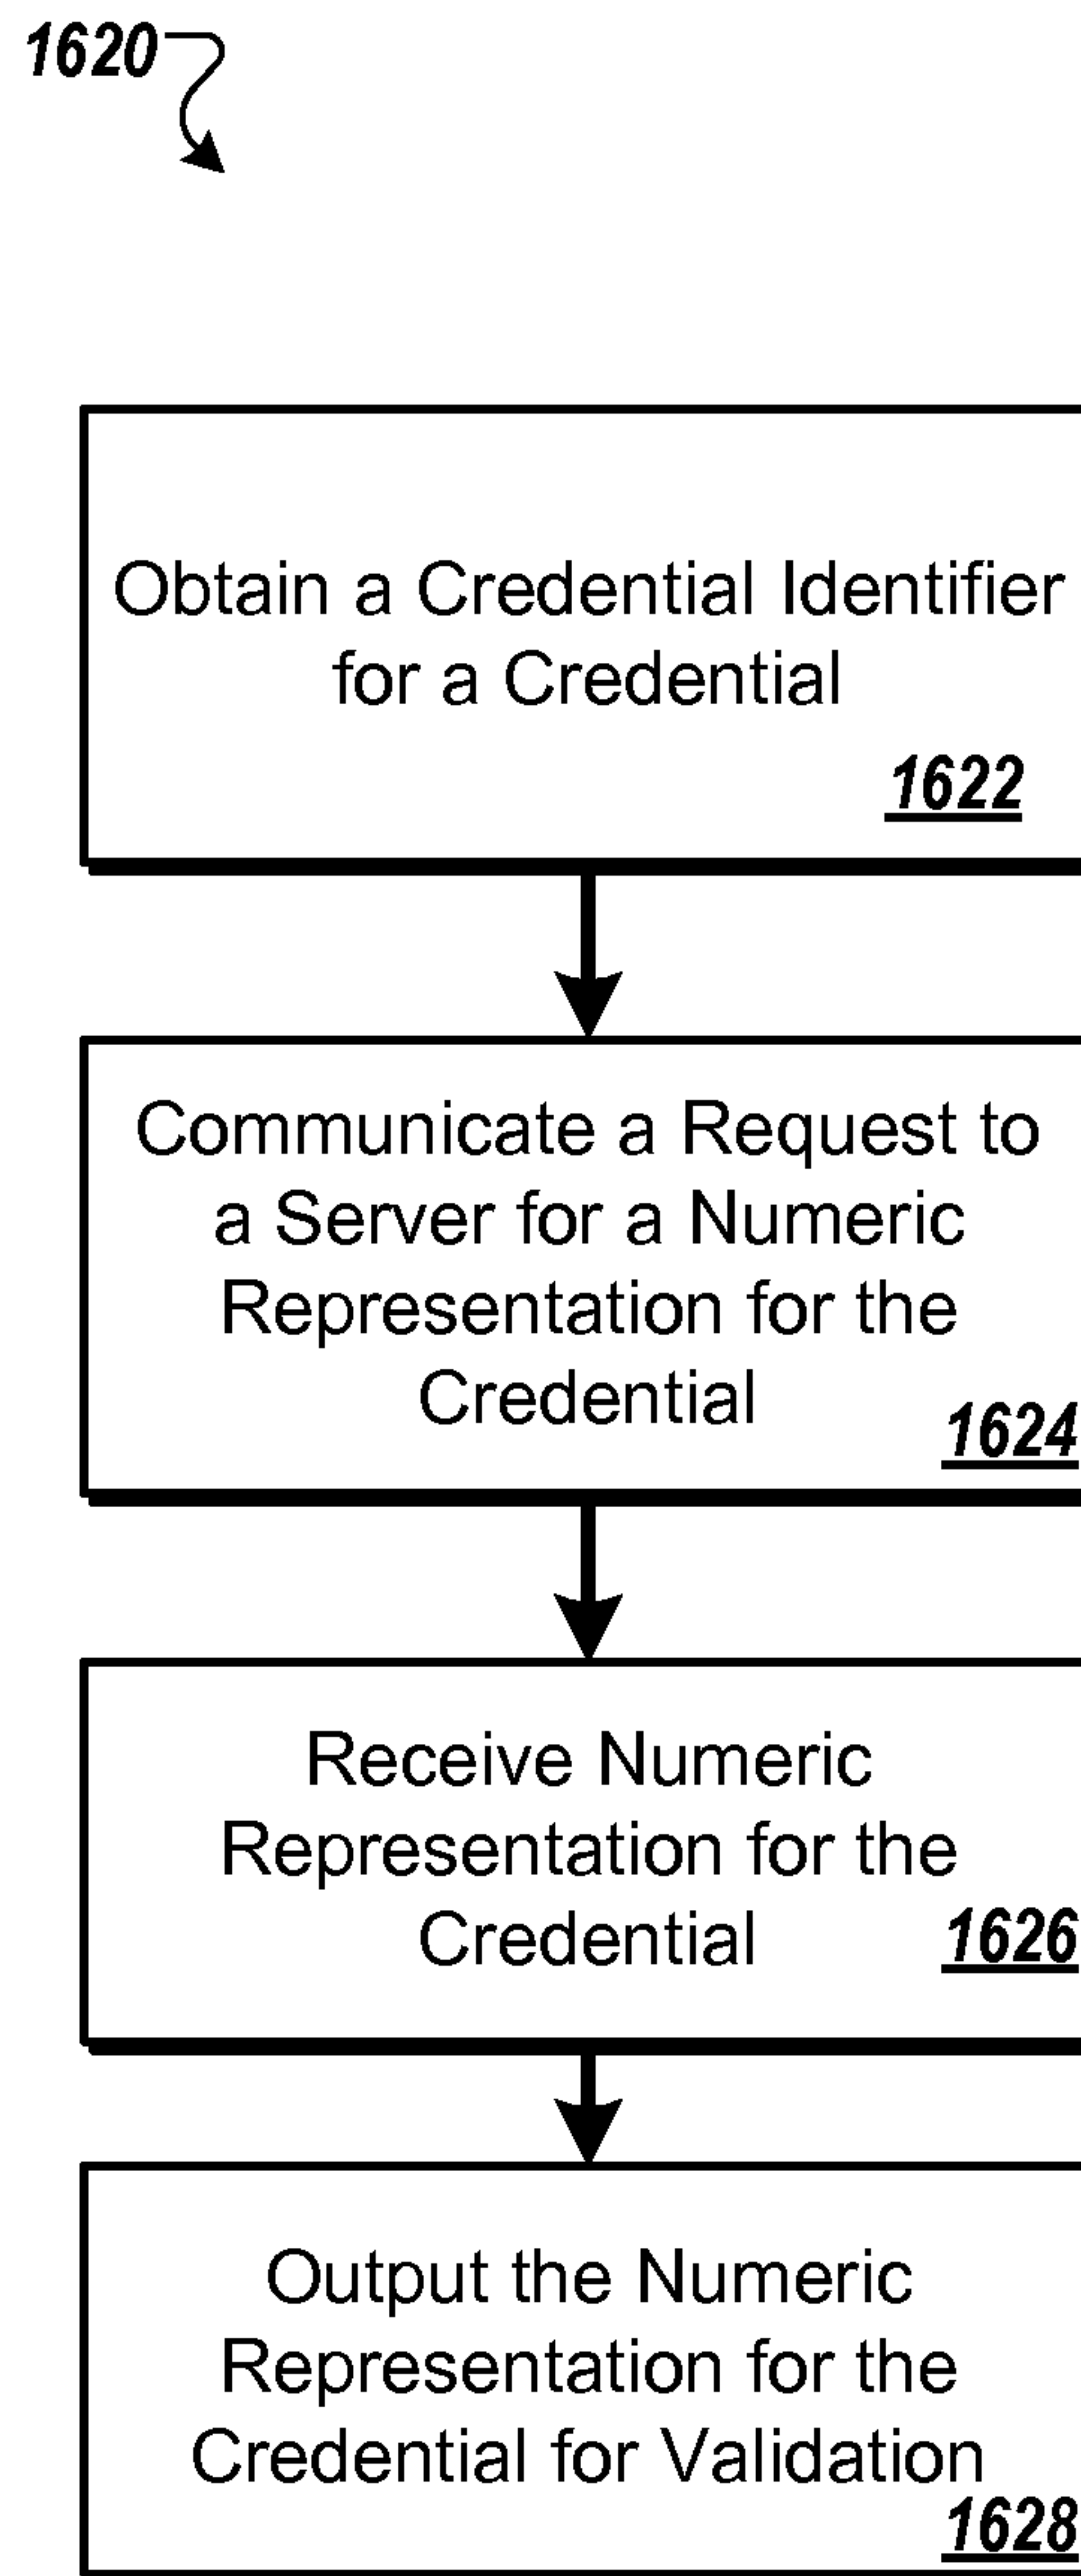 1620
Obtain a Credential Identifier
for a Credential
1622
Communicate a Request to
a Server for a Numeric
Representation for the
Credential
1624
Receive Numeric
Representation for the
Credential
1626
Output the Numeric
Representation for the
Credential for Validation
1628